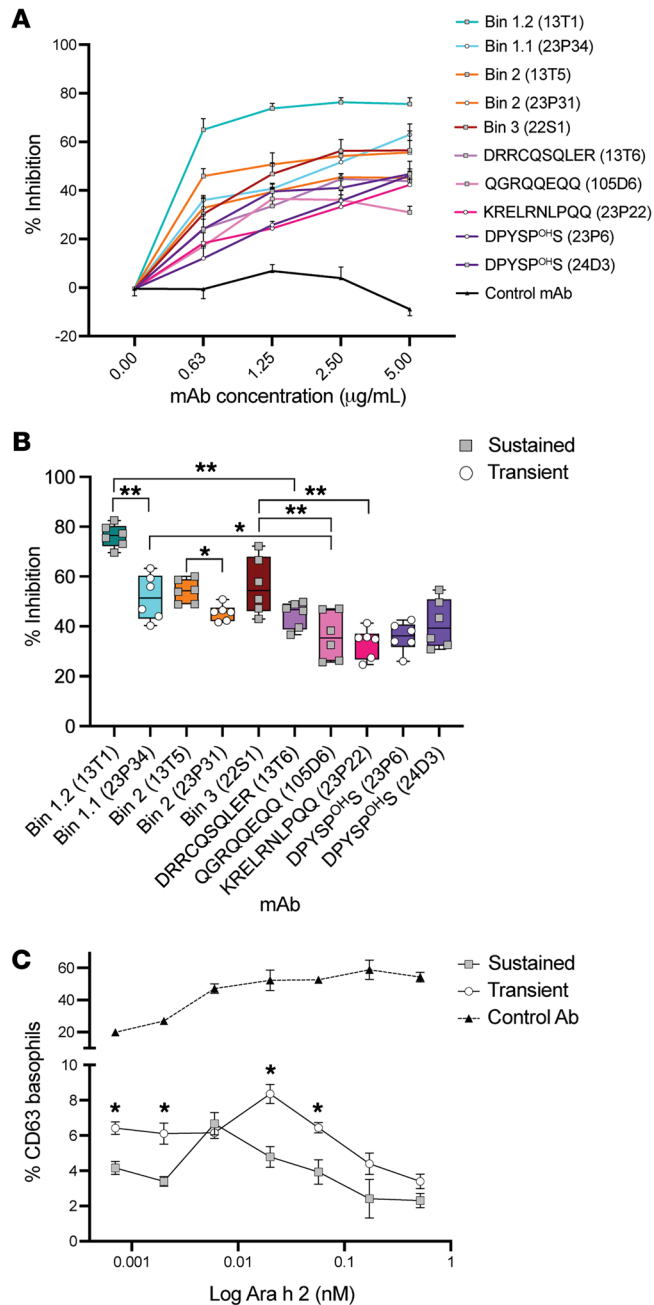 A
100
80
60
40
20
0
-20
% Inhibition
0.00
0.63
1.25
2.50
5.00
mAb concentration (μg/mL)
Bin 1.2 (13T1)
Bin 1.1 (23P34)
Bin 2 (13T5)
Bin 2 (23P31)
Bin 3 (22S1)
DRRCQSQLER (13T6)
QGRQQEQQ (105D6)
KRELRNLPQQ (23P22)
DPYSPᴼᴴS (23P6)
DPYSPᴼᴴS (24D3)
Control mAb
B
Sustained
Transient
100
80
60
40
20
0
% Inhibition
**
**
**
**
*
*
Bin 1.2 (13T1)
Bin 1.1 (23P34)
Bin 2 (13T5)
Bin 2 (23P31)
Bin 3 (22S1)
DRRCQSQLER (13T6)
QGRQQEQQ (105D6)
KRELRNLPQQ (23P22)
DPYSPᴼᴴS (23P6)
DPYSPᴼᴴS (24D3)
mAb
C
Sustained
Transient
Control Ab
60
40
20
10
8
6
4
2
0
% CD63 basophils
* * * *
0.001
0.01
0.1
1
Log Ara h 2 (nM)